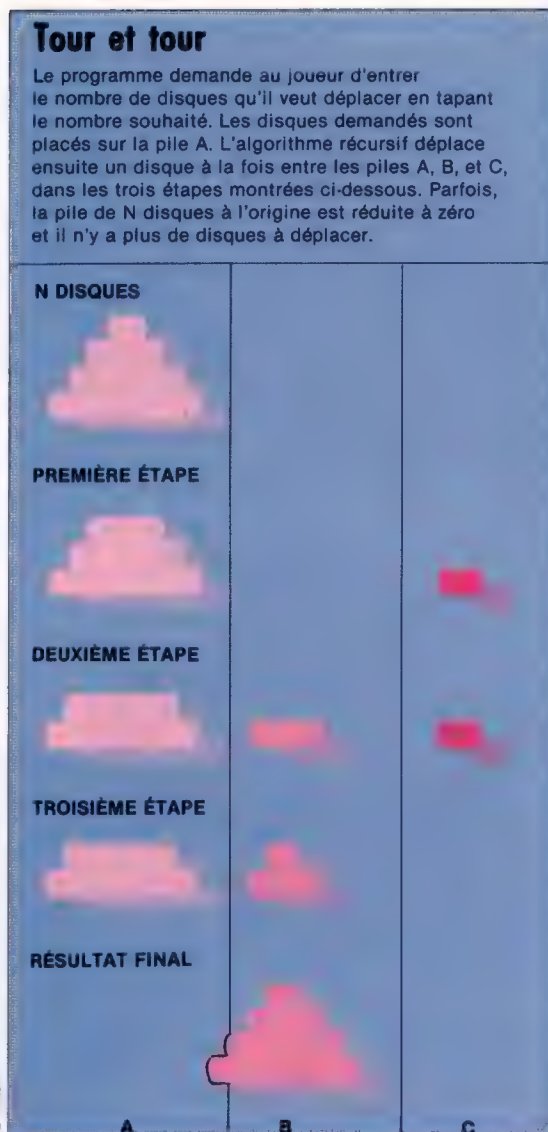 Tour et tour
Le programme demande au joueur d'entrer
le nombre de disques qu'il veut déplacer en tapant
le nombre souhaité. Les disques demandés sont
placés sur la pile A. L'algorithme récursif déplace
ensuite un disque à la fois entre les piles A, B, et C,
dans les trois étapes montrées ci-dessous. Parfois,
la pile de N disques à l'origine est réduite à zéro
et il n'y a plus de disques à déplacer.
N DISQUES
PREMIÈRE ÉTAPE
DEUXIÈME ÉTAPE
TROISIÈME ÉTAPE
RÉSULTAT FINAL
A B C